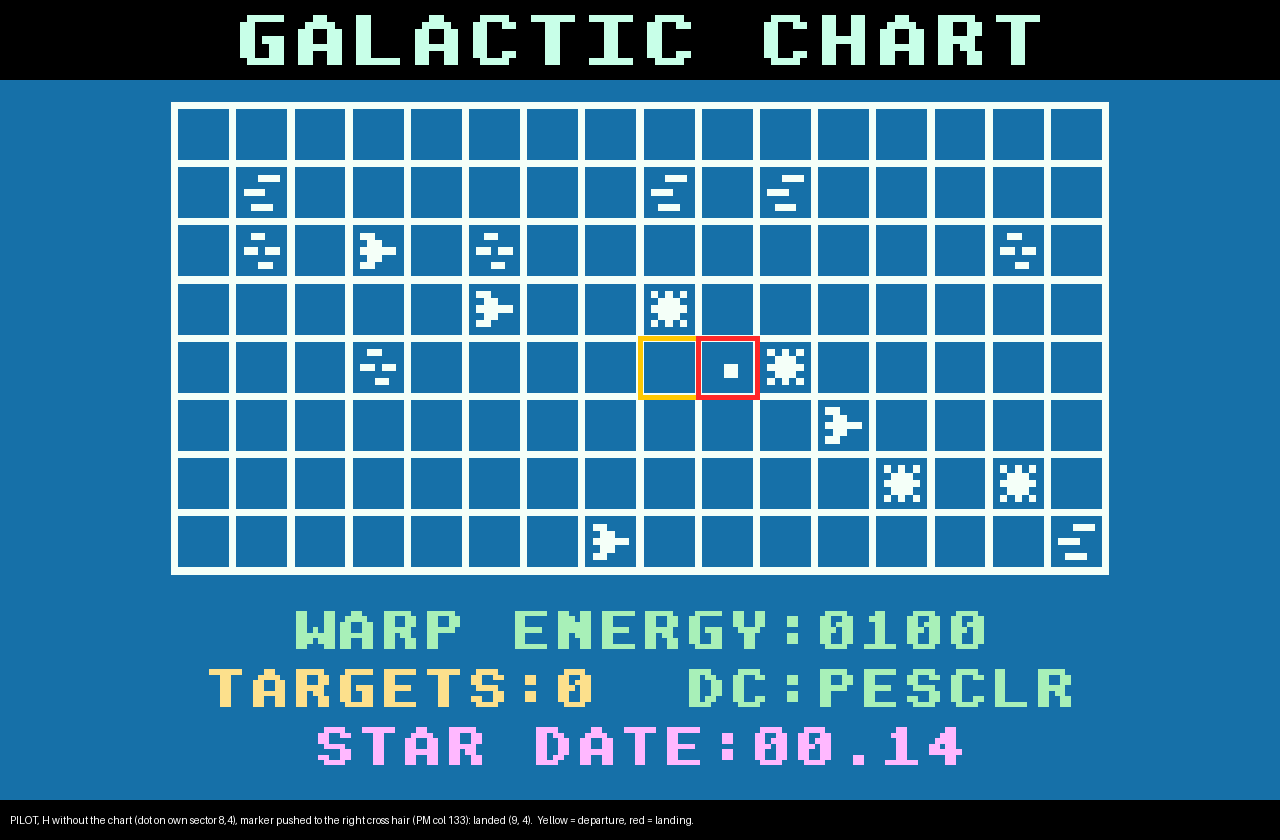 GALACTIC CHART
WARP ENERGY:0100
TARGETS:0 DC:PESCLR
STAR DATE:00.14
PILOT, H without the chart (dot on own sector 8,4), marker pushed to the right cross hair (PM col 133): landed (9, 4). Yellow = departure, red = landing.